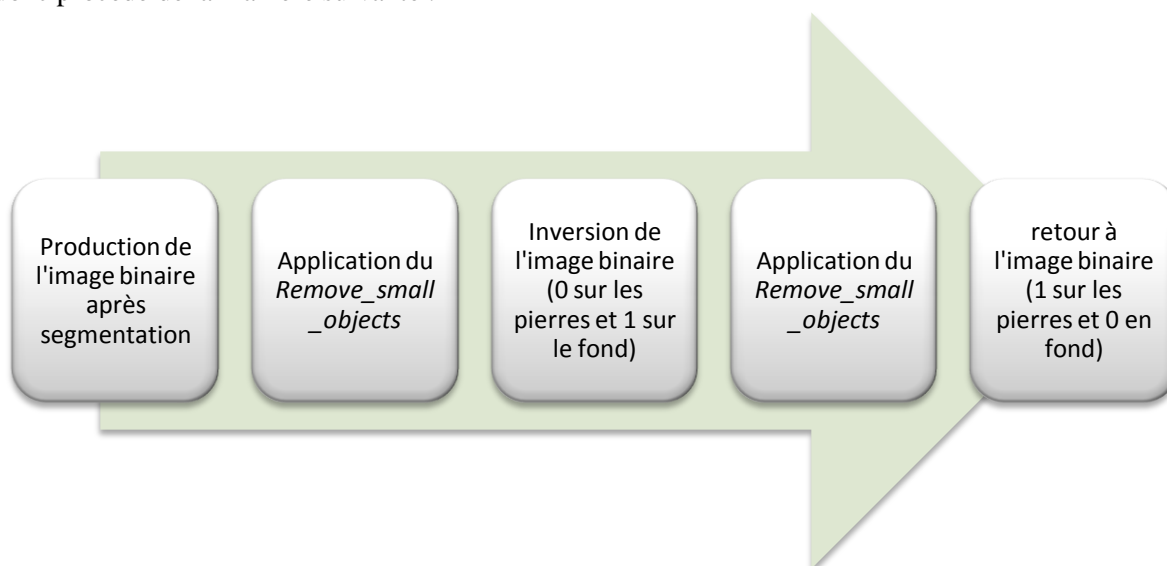 suivante :
Production de
l'image binaire
après
segmentation
Application du
Remove_small
_objects
Inversion de
l'image binaire
(0 sur les
pierres et 1 sur
le fond)
Application du
Remove_small
_objects
retour à
l'image binaire
(1 sur les
pierres et 0 en
fond)